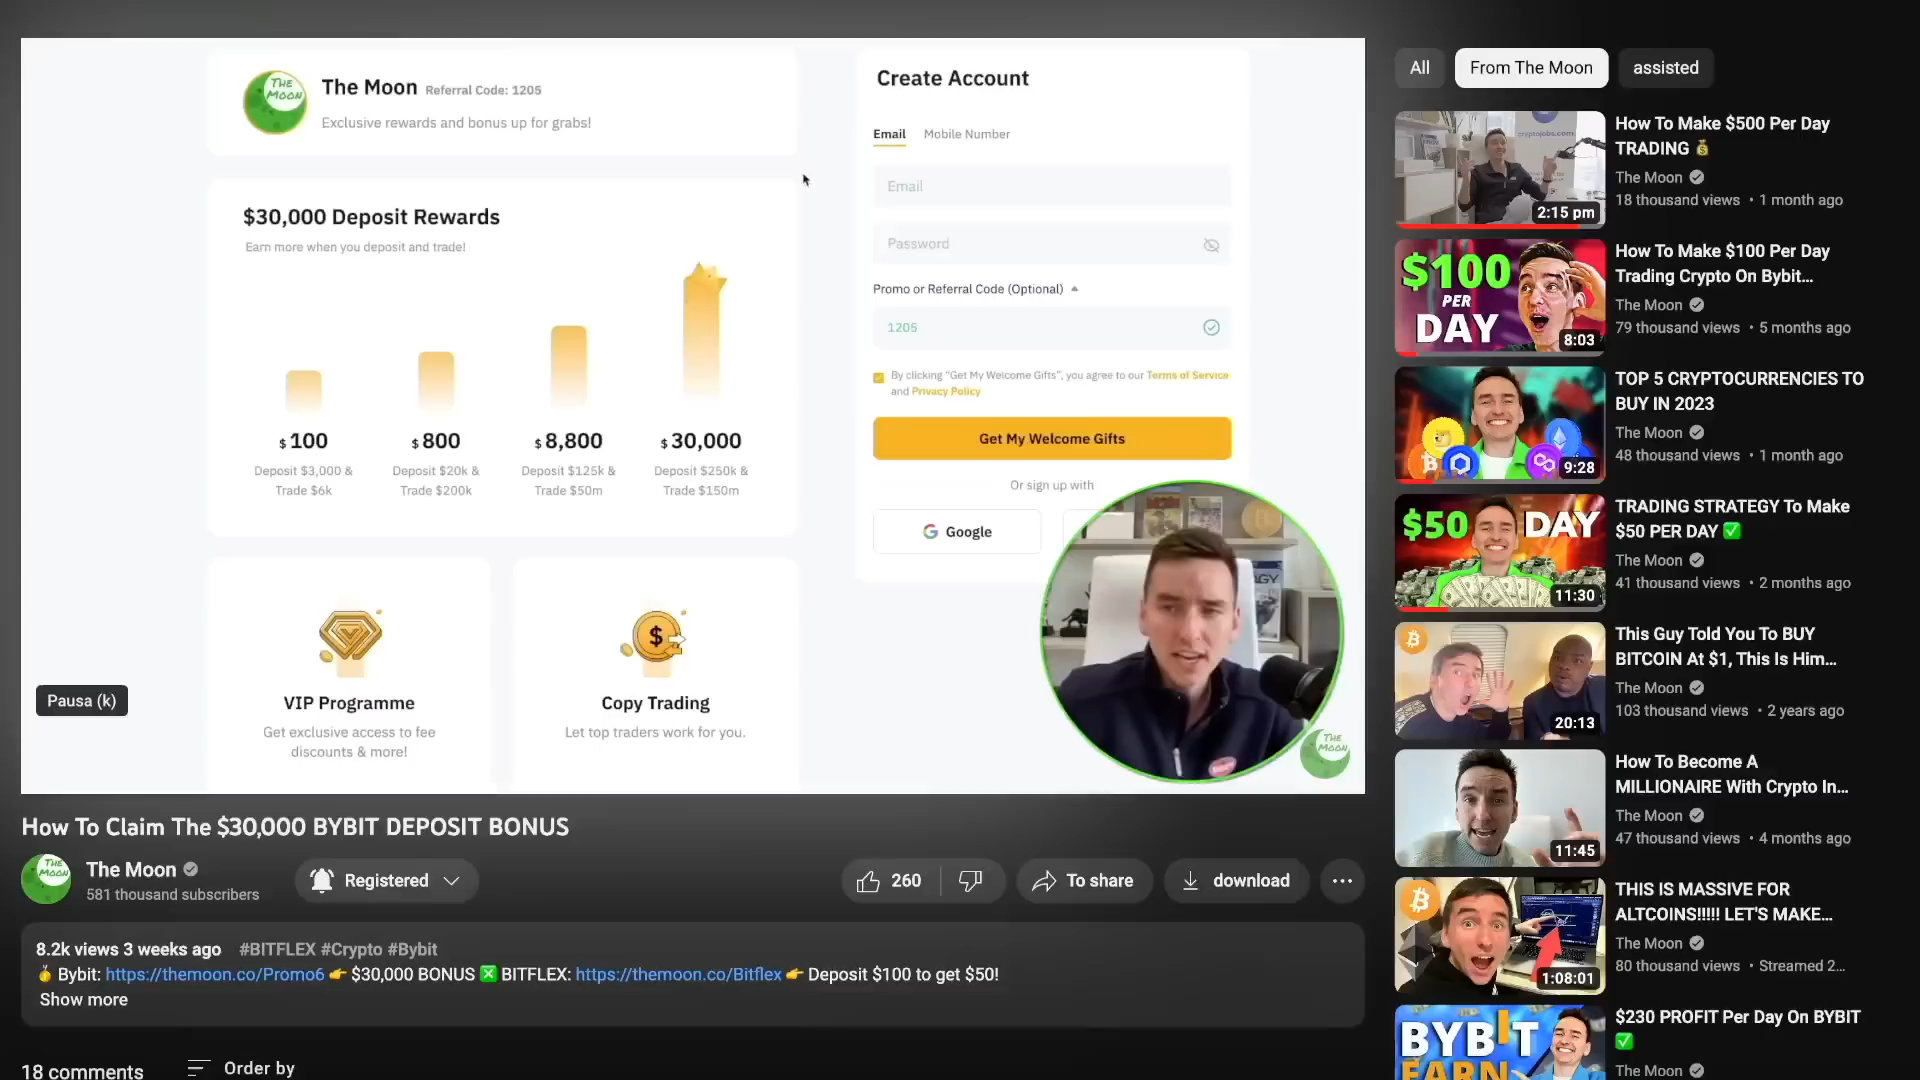 THE MOON
The Moon Referral Code: 1205
Exclusive rewards and bonus up for grabs!
$30,000 Deposit Rewards
Earn more when you deposit and trade!
$ 100
Deposit $3,000 &
Trade $6k
$ 800
Deposit $20k &
Trade $200k
$ 8,800
Deposit $125k &
Trade $50m
$ 30,000
Deposit $250k &
Trade $150m
VIP Programme
Get exclusive access to fee
discounts & more!
Copy Trading
Let top traders work for you.
Create Account
Email Mobile Number
Email
Password
Promo or Referral Code (Optional)
1205
By clicking "Get My Welcome Gifts", you agree to our Terms of Service
and Privacy Policy
Get My Welcome Gifts
Or sign up with
Google
THE MOON
Pausa (k)
How To Claim The $30,000 BYBIT DEPOSIT BONUS
THE MOON
The Moon
581 thousand subscribers
Registered
260
To share
download
8.2k views 3 weeks ago #BITFLEX #Crypto #Bybit
🥇 Bybit: https://themoon.co/Promo6 👉 $30,000 BONUS ❎ BITFLEX: https://themoon.co/Bitflex 👉 Deposit $100 to get $50!
Show more
18 comments Order by
All From The Moon assisted
2:15 pm
How To Make $500 Per Day
TRADING 💰
The Moon
18 thousand views • 1 month ago
$100
PER
DAY
8:03
How To Make $100 Per Day
Trading Crypto On Bybit...
The Moon
79 thousand views • 5 months ago
9:28
TOP 5 CRYPTOCURRENCIES TO
BUY IN 2023
The Moon
48 thousand views • 1 month ago
$50 DAY
11:30
TRADING STRATEGY To Make
$50 PER DAY ✅
The Moon
41 thousand views • 2 months ago
20:13
This Guy Told You To BUY
BITCOIN At $1, This Is Him...
The Moon
103 thousand views • 2 years ago
11:45
How To Become A
MILLIONAIRE With Crypto In...
The Moon
47 thousand views • 4 months ago
1:08:01
THIS IS MASSIVE FOR
ALTCOINS!!!!! LET'S MAKE...
The Moon
80 thousand views • Streamed 2...
BYBIT
EARN
$230 PROFIT Per Day On BYBIT
✅
The Moon